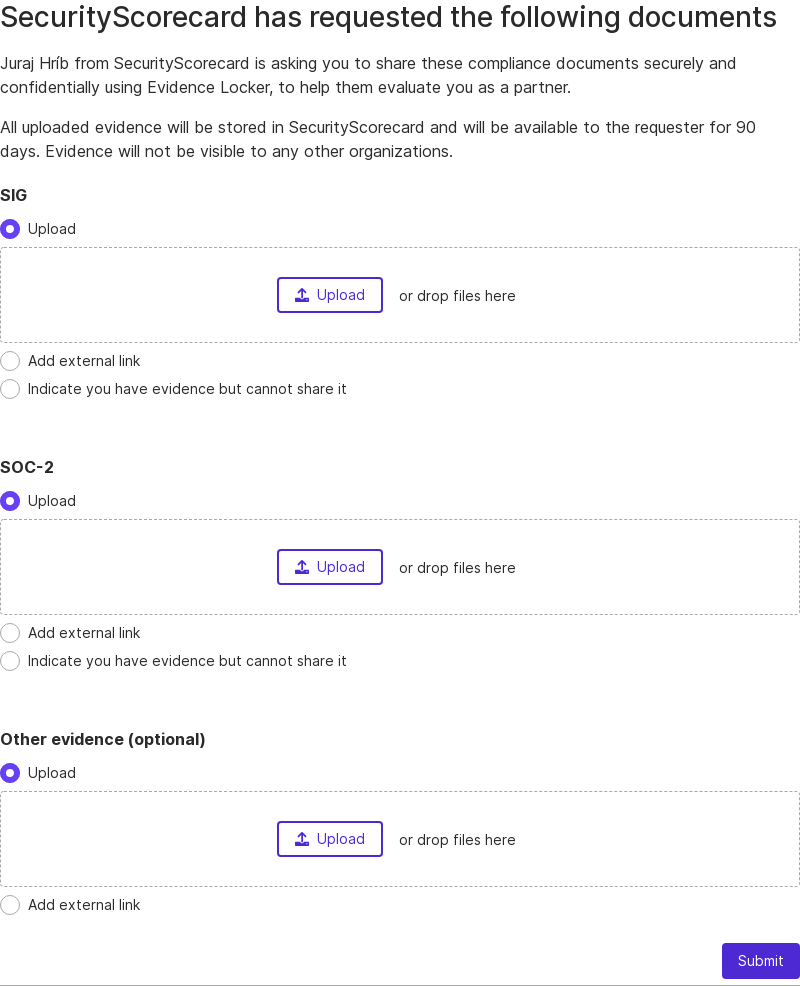 SecurityScorecard has requested the following documents
Juraj Hríb from SecurityScorecard is asking you to share these compliance documents securely and
confidentially using Evidence Locker, to help them evaluate you as a partner.
All uploaded evidence will be stored in SecurityScorecard and will be available to the requester for 90
days. Evidence will not be visible to any other organizations.
SIG
Upload
Upload or drop files here
Add external link
Indicate you have evidence but cannot share it
SOC-2
Upload
Upload or drop files here
Add external link
Indicate you have evidence but cannot share it
Other evidence (optional)
Upload
Upload or drop files here
Add external link
Submit